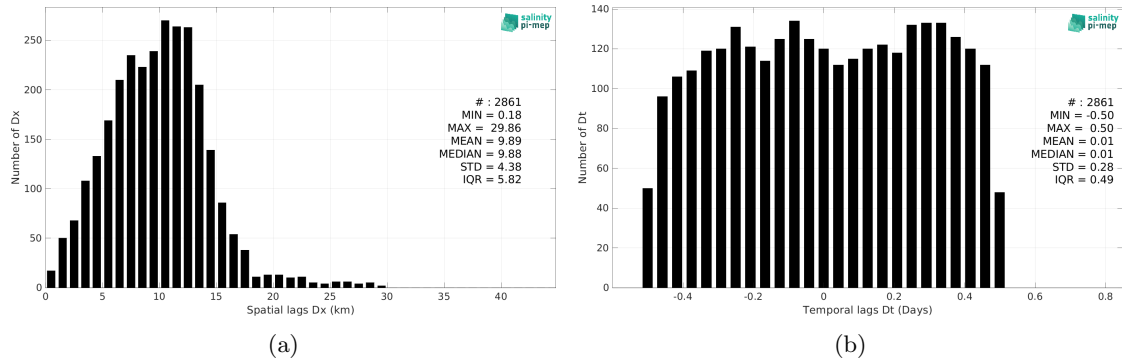 salinity
pi-mep
250
200
150
100
50
0
Number of Dx
# : 2861
MIN = 0.18
MAX = 29.86
MEAN = 9.89
MEDIAN = 9.88
STD = 4.38
IQR = 5.82
0 5 10 15 20 25 30 35 40
Spatial lags Dx (km)
(a)
salinity
pi-mep
140
120
100
80
60
40
20
0
Number of Dt
# : 2861
MIN = -0.50
MAX = 0.50
MEAN = 0.01
MEDIAN = 0.01
STD = 0.28
IQR = 0.49
-0.4 -0.2 0 0.2 0.4 0.6 0.8
Temporal lags Dt (Days)
(b)